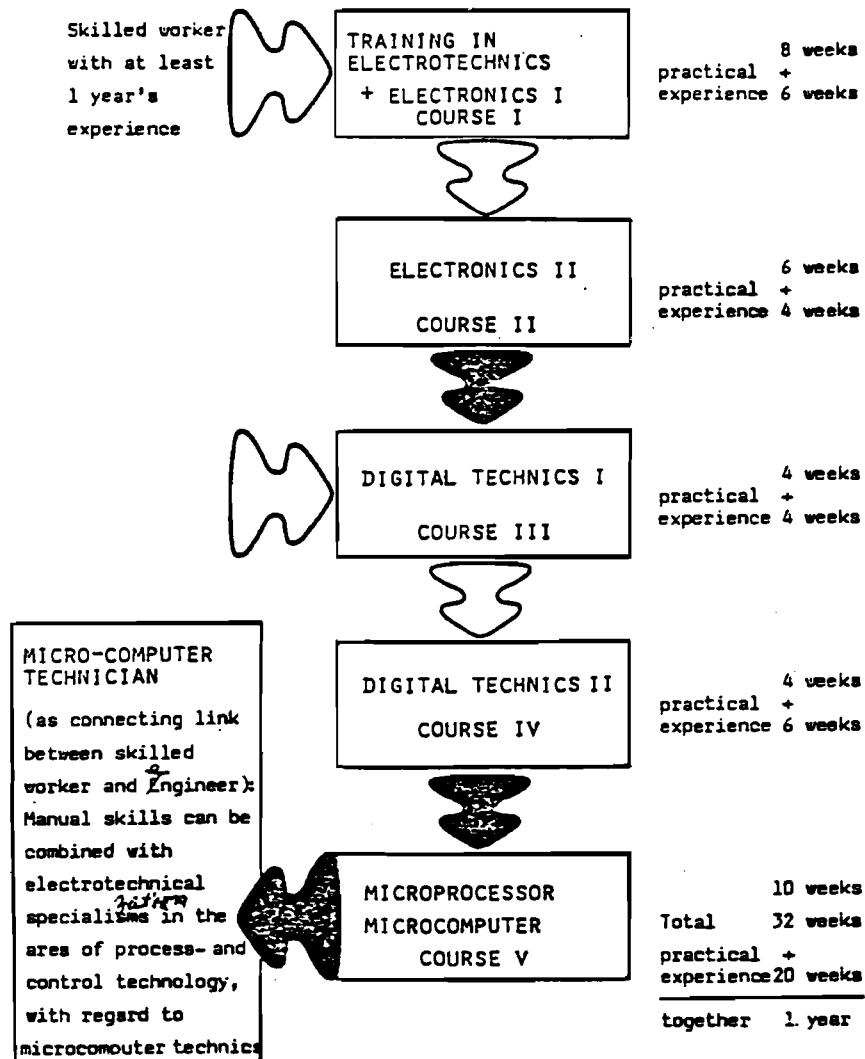 Skilled worker
with at least
1 year's
experience
TRAINING IN
ELECTROTECHNICS
+ ELECTRONICS I
COURSE I
8 weeks
practical +
experience 6 weeks
ELECTRONICS II
COURSE II
6 weeks
practical +
experience 4 weeks
DIGITAL TECHNICS I
COURSE III
4 weeks
practical +
experience 4 weeks
DIGITAL TECHNICS II
COURSE IV
4 weeks
practical +
experience 6 weeks
MICROPROCESSOR
MICROCOMPUTER
COURSE V
10 weeks
Total 32 weeks
practical +
experience 20 weeks
together 1 year
MICRO-COMPUTER
TECHNICIAN
(as connecting link
between skilled
worker and Engineer):
Manual skills can be
combined with
electrotechnical
specialisms in the
ares of process- and
control technology,
with regard to
microcomouter technics